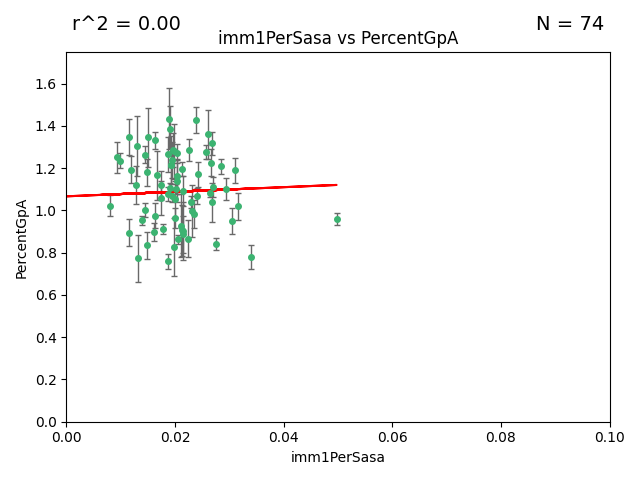 r^2 = 0.00
N = 74
imm1PerSasa vs PercentGpA
1.6
1.4
1.2
1.0
0.8
0.6
0.4
0.2
0.0
PercentGpA
0.00 0.02 0.04 0.06 0.08 0.10
imm1PerSasa